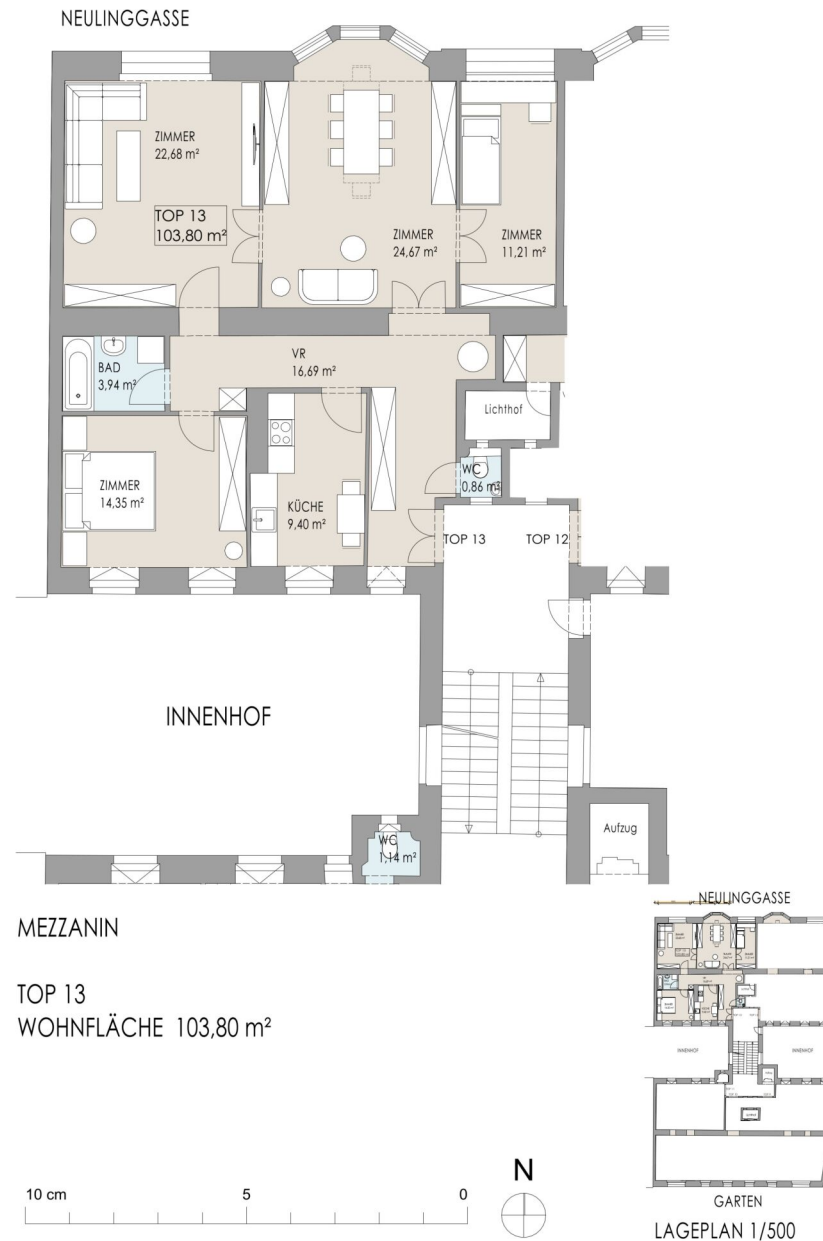 NEULINGGASSE
ZIMMER
22,68 m²
TOP 13
103,80 m²
ZIMMER
24,67 m²
ZIMMER
11,21 m²
BAD
3,94 m²
VR
16,69 m²
Lichthof
ZIMMER
14,35 m²
KÜCHE
9,40 m²
WC
0,86 m²
TOP 13
TOP 12
INNENHOF
WC
1,14 m²
Aufzug
MEZZANIN
TOP 13
WOHNFLÄCHE 103,80 m²
10 cm 5 0
N
NEULINGGASSE
INNENHOF
INNENHOF
GARTEN
LAGEPLAN 1/500